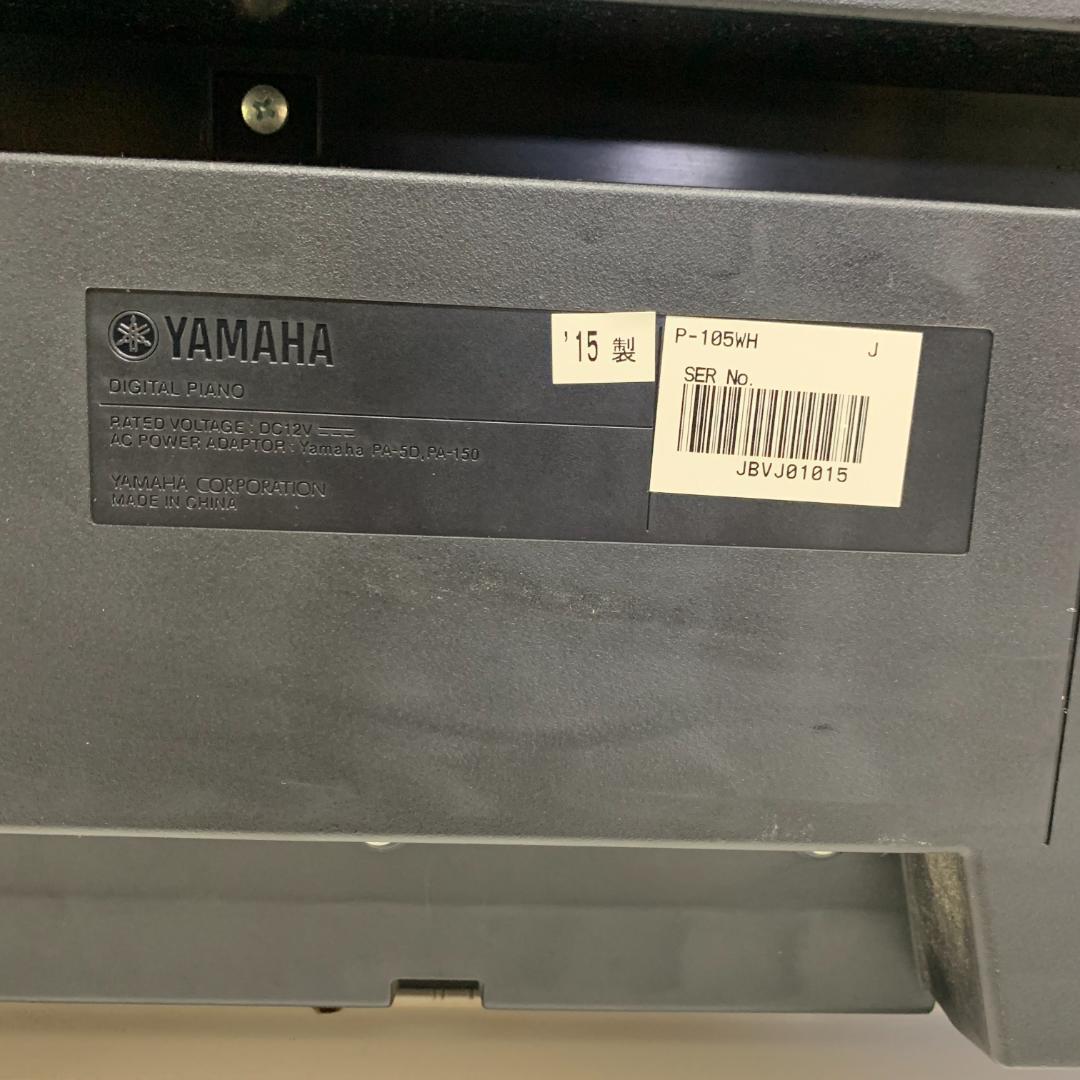 YAMAHA
DIGITAL PIANO
RATED VOLTAGE : DC12V
AC POWER ADAPTOR : Yamaha PA-5D, PA-150
YAMAHA CORPORATION
MADE IN CHINA
'15 製
P-105WH J
SER No.
JBVJ01015